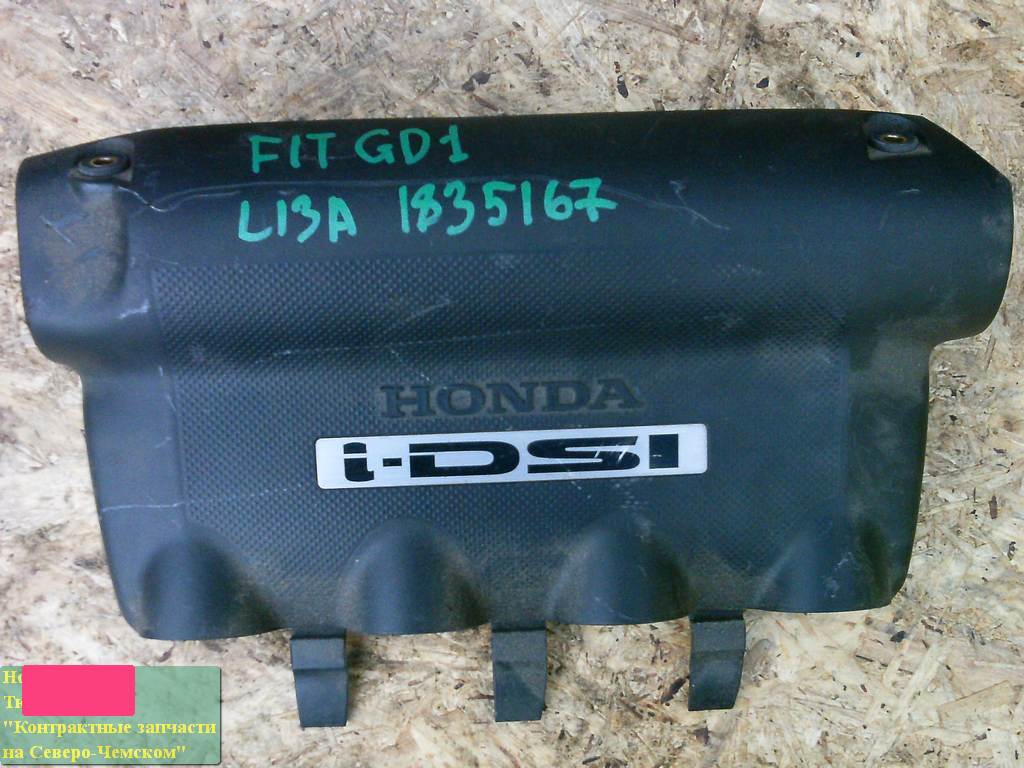 FIT GD1
L13A 1835167
HONDA
i-DSI
"Контрактные запчасти
на Северо-Чемском"